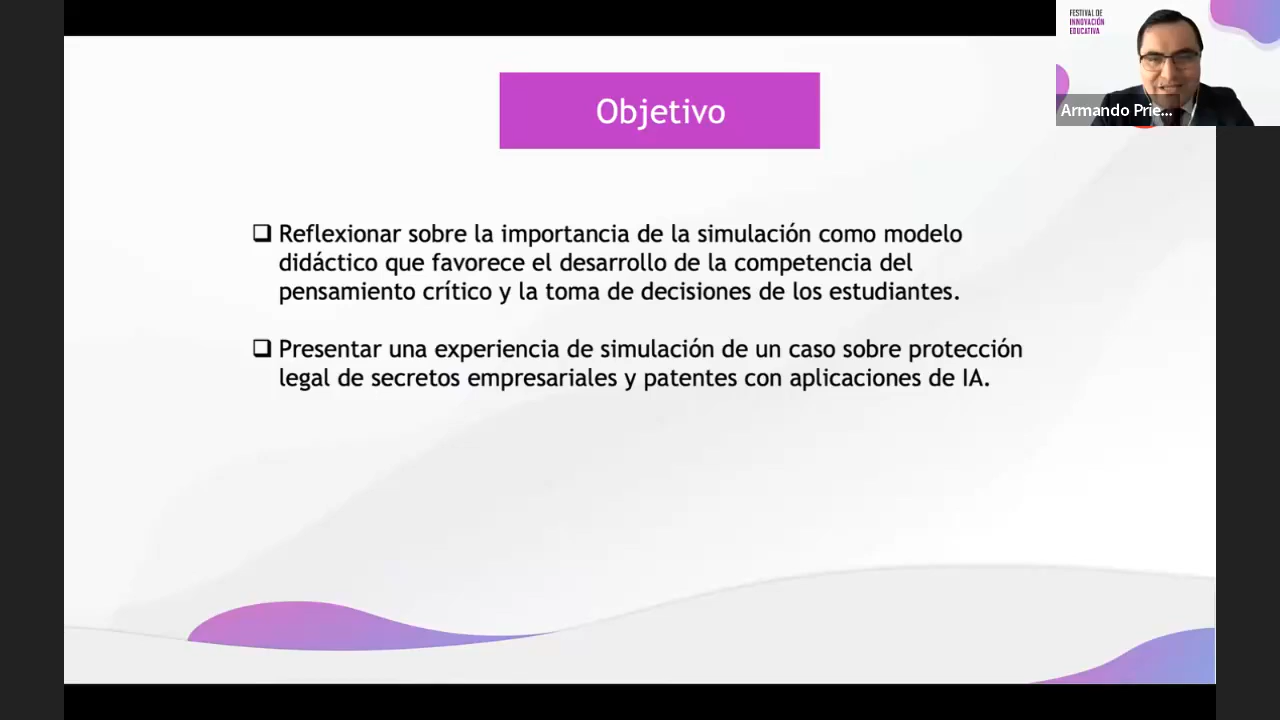 Objetivo
❑ Reflexionar sobre la importancia de la simulación como modelo
didáctico que favorece el desarrollo de la competencia del
pensamiento crítico y la toma de decisiones de los estudiantes.
❑ Presentar una experiencia de simulación de un caso sobre protección
legal de secretos empresariales y patentes con aplicaciones de IA.
FESTIVAL DE
INNOVACIÓN
EDUCATIVA
Armando Prie...